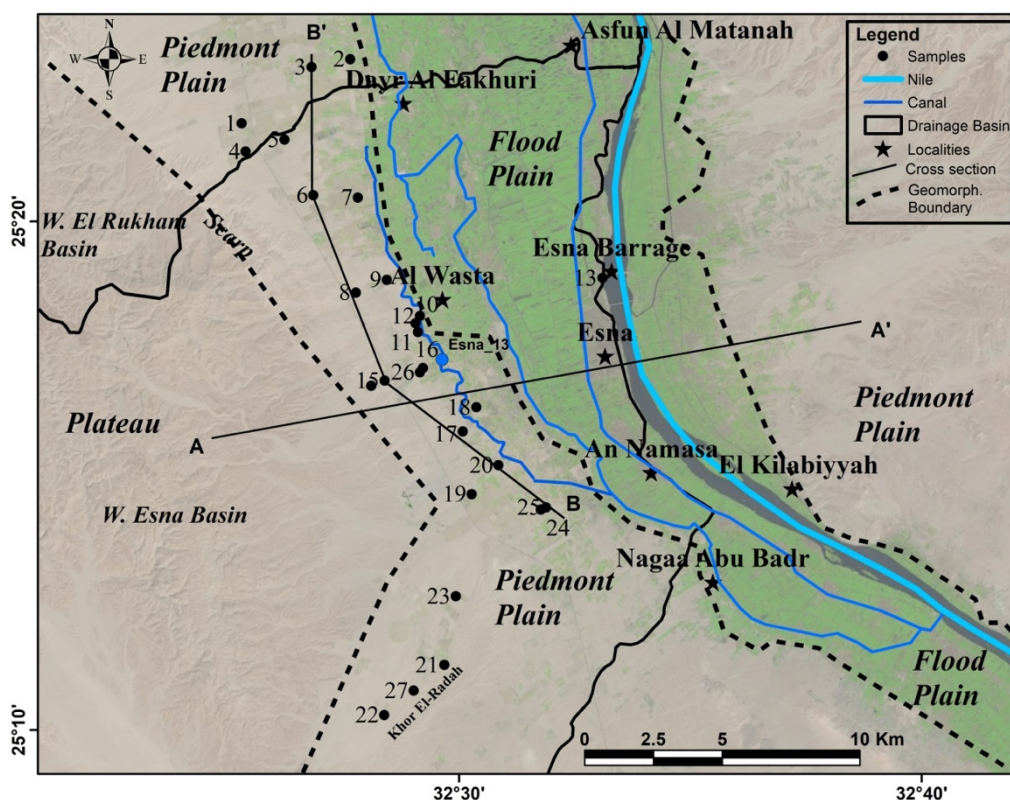 N
W E
S
Piedmont
Plain
B'
3
2
Asfun Al Matanah
Dayr Al Fakhuri
1
4
5
Flood
Plain
6
7
25°20'
W. El Rukham
Basin
Scarp
Esna Barrage
13
9
8
Al Wasta
10
12
11
Esna_13
Esna
A'
16
26
15
Plateau
A
18
17
Piedmont
Plain
An Namasa
El Kilabiyyah
20
19
W. Esna Basin
25
B
24
Nagaa Abu Badr
Piedmont
Plain
23
21
27
22
Khor El-Radah
Flood
Plain
25°10'
0 2.5 5 10 Km
32°30'
32°40'
Legend
Samples
Nile
Canal
Drainage Basin
Localities
Cross section
Geomorph.
Boundary